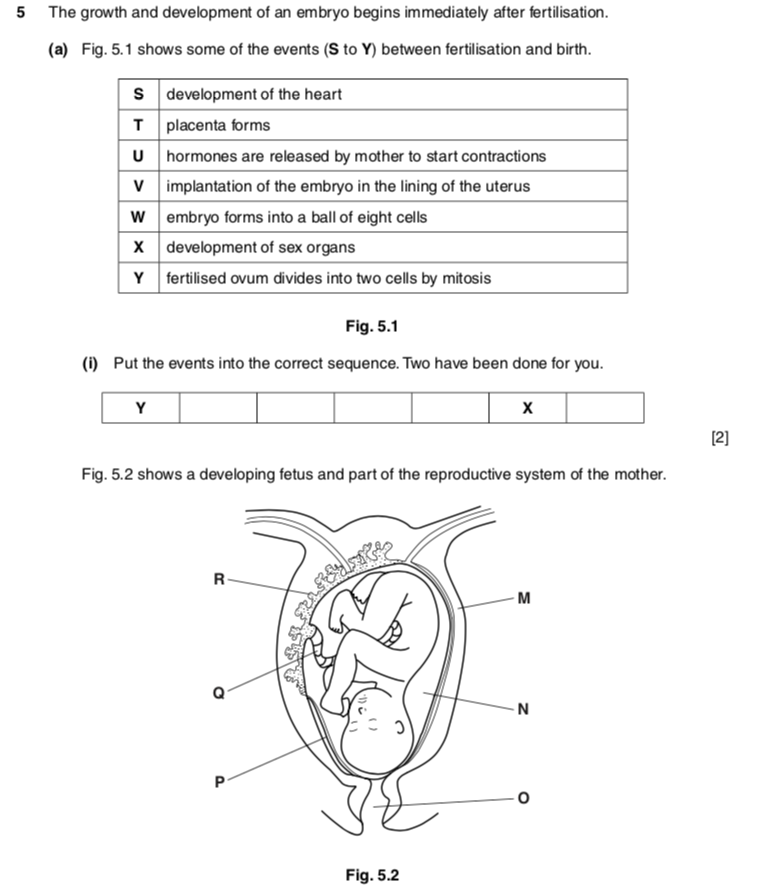 5 The growth and development of an embryo begins immediately after fertilisation.
(a) Fig. 5.1 shows some of the events (S to Y) between fertilisation and birth.
S development of the heart
T placenta forms
U hormones are released by mother to start contractions
V implantation of the embryo in the lining of the uterus
W embryo forms into a ball of eight cells
X development of sex organs
Y fertilised ovum divides into two cells by mitosis
Fig. 5.1
(i) Put the events into the correct sequence. Two have been done for you.
Y X
[2]
Fig. 5.2 shows a developing fetus and part of the reproductive system of the mother.
R
M
Q
N
P
O
Fig. 5.2